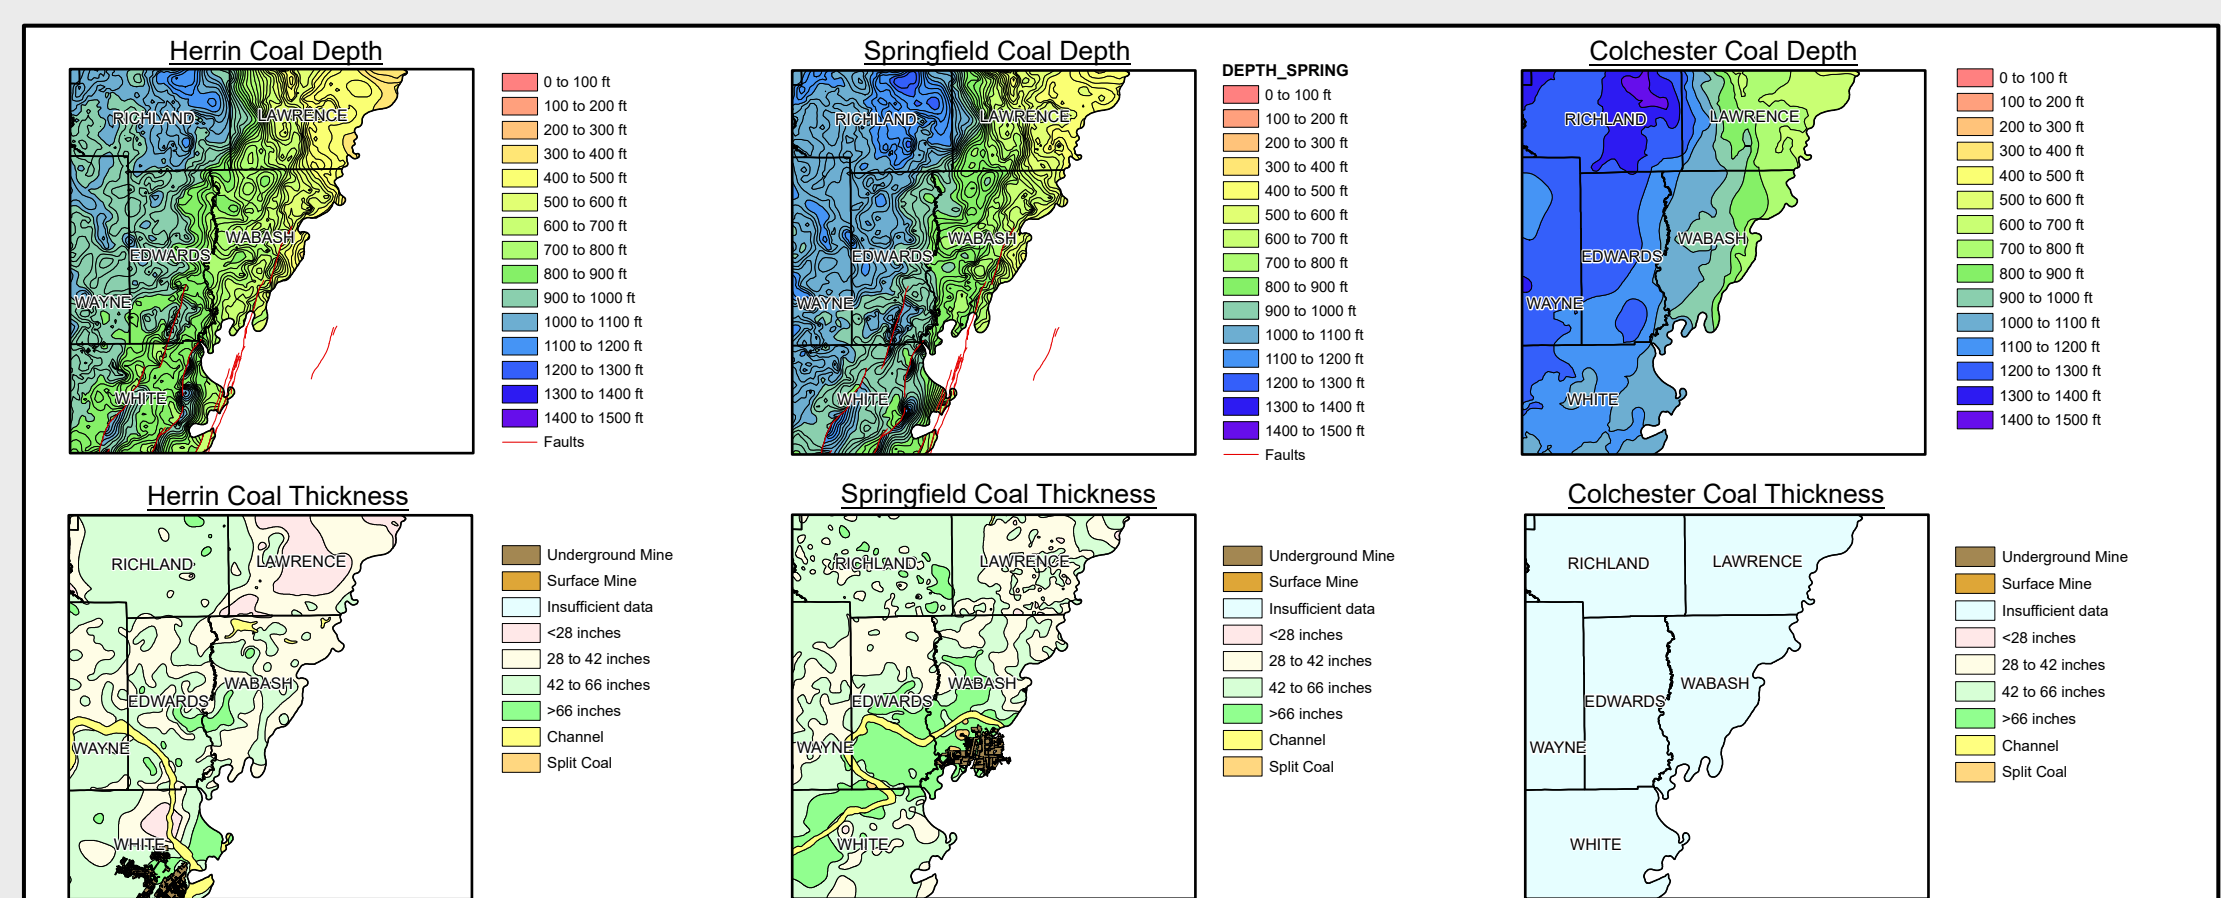 Herrin Coal Depth
RICHLAND
LAWRENCE
WABASH
EDWARDS
WAYNE
WHITE
0 to 100 ft
100 to 200 ft
200 to 300 ft
300 to 400 ft
400 to 500 ft
500 to 600 ft
600 to 700 ft
700 to 800 ft
800 to 900 ft
900 to 1000 ft
1000 to 1100 ft
1100 to 1200 ft
1200 to 1300 ft
1300 to 1400 ft
1400 to 1500 ft
Faults
Springfield Coal Depth
RICHLAND
LAWRENCE
WABASH
EDWARDS
WAYNE
WHITE
DEPTH_SPRING
0 to 100 ft
100 to 200 ft
200 to 300 ft
300 to 400 ft
400 to 500 ft
500 to 600 ft
600 to 700 ft
700 to 800 ft
800 to 900 ft
900 to 1000 ft
1000 to 1100 ft
1100 to 1200 ft
1200 to 1300 ft
1300 to 1400 ft
1400 to 1500 ft
Faults
Colchester Coal Depth
RICHLAND
LAWRENCE
WABASH
EDWARDS
WAYNE
WHITE
0 to 100 ft
100 to 200 ft
200 to 300 ft
300 to 400 ft
400 to 500 ft
500 to 600 ft
600 to 700 ft
700 to 800 ft
800 to 900 ft
900 to 1000 ft
1000 to 1100 ft
1100 to 1200 ft
1200 to 1300 ft
1300 to 1400 ft
1400 to 1500 ft
Herrin Coal Thickness
RICHLAND
LAWRENCE
WABASH
EDWARDS
WAYNE
WHITE
Underground Mine
Surface Mine
Insufficient data
<28 inches
28 to 42 inches
42 to 66 inches
>66 inches
Channel
Split Coal
Springfield Coal Thickness
RICHLAND
LAWRENCE
WABASH
EDWARDS
WAYNE
WHITE
Underground Mine
Surface Mine
Insufficient data
<28 inches
28 to 42 inches
42 to 66 inches
>66 inches
Channel
Split Coal
Colchester Coal Thickness
RICHLAND
LAWRENCE
WABASH
EDWARDS
WAYNE
WHITE
Underground Mine
Surface Mine
Insufficient data
<28 inches
28 to 42 inches
42 to 66 inches
>66 inches
Channel
Split Coal